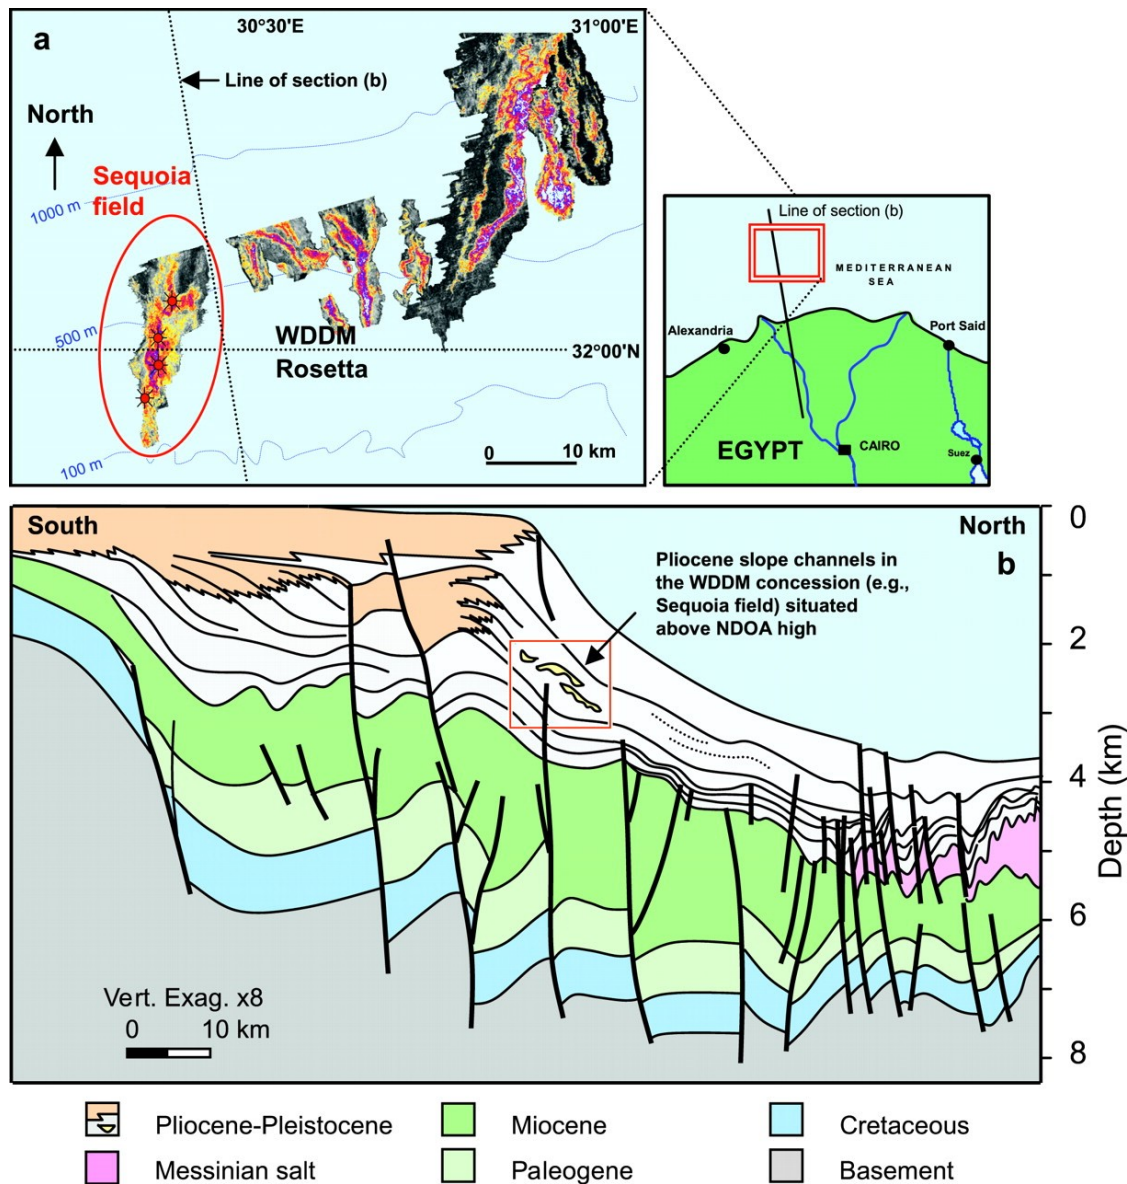 a
30°30'E
31°00'E
Line of section (b)
North
Sequoia
field
1000 m
500 m
WDDM
Rosetta
32°00'N
100 m
0 10 km
Line of section (b)
MEDITERRANEAN
SEA
Alexandria
Port Said
EGYPT
CAIRO
Suez
South
North
b
Pliocene slope channels in
the WDDM concession (e.g.,
Sequoia field) situated
above NDOA high
0
2
4
6
8
Depth (km)
Vert. Exag. x8
0 10 km
Pliocene-Pleistocene
Miocene
Cretaceous
Messinian salt
Paleogene
Basement